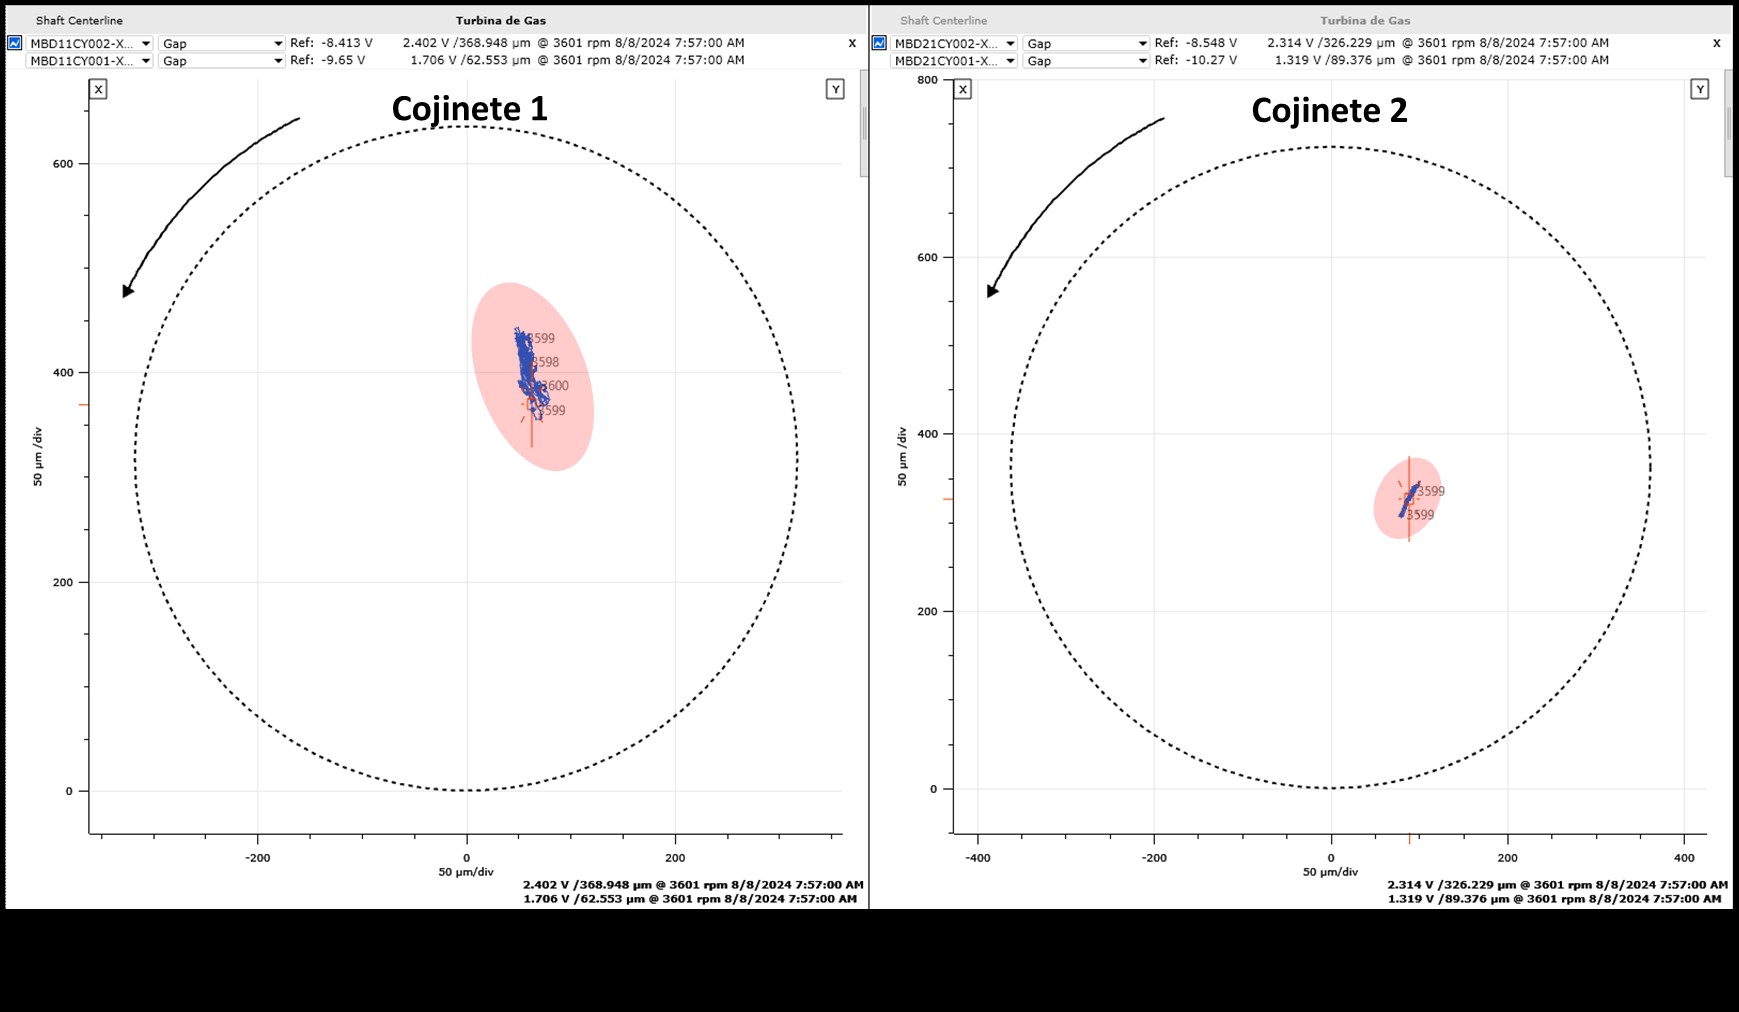 Shaft Centerline
Turbina de Gas
MBD11CY002-X... Gap Ref: -8.413 V 2.402 V /368.948 µm @ 3601 rpm 8/8/2024 7:57:00 AM X
MBD11CY001-X... Gap Ref: -9.65 V 1.706 V /62.553 µm @ 3601 rpm 8/8/2024 7:57:00 AM
X
Y
Cojinete 1
600
400
200
0
50 µm /div
3599
3598
3600
3599
-200
0
200
50 µm/div
2.402 V /368.948 µm @ 3601 rpm 8/8/2024 7:57:00 AM
1.706 V /62.553 µm @ 3601 rpm 8/8/2024 7:57:00 AM
Shaft Centerline
Turbina de Gas
MBD21CY002-X... Gap Ref: -8.548 V 2.314 V /326.229 µm @ 3601 rpm 8/8/2024 7:57:00 AM X
MBD21CY001-X... Gap Ref: -10.27 V 1.319 V /89.376 µm @ 3601 rpm 8/8/2024 7:57:00 AM
X
Y
Cojinete 2
800
600
400
200
0
50 µm /div
3599
3599
-400
-200
0
200
400
50 µm/div
2.314 V /326.229 µm @ 3601 rpm 8/8/2024 7:57:00 AM
1.319 V /89.376 µm @ 3601 rpm 8/8/2024 7:57:00 AM